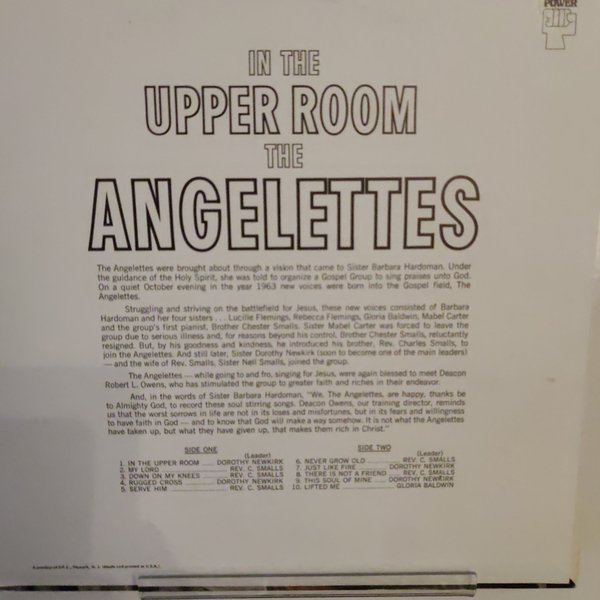 POWER
IN THE
UPPER ROOM
THE
ANGELETTES
The Angelettes were brought about through a vision that came to Sister Barbara Hardoman. Under
the guidance of the Holy Spirit, she was told to organize a Gospel Group to sing praises unto God.
On a quiet October evening in the year 1963 new voices were born into the Gospel field, The
Angelettes.
Struggling and striving on the battlefield for Jesus, these new voices consisted of Barbara
Hardoman and her four sisters . . . Lucille Flemings, Rebecca Flemings, Gloria Baldwin, Mabel Carter
and the group's first pianist, Brother Chester Smalls. Sister Mabel Carter was forced to leave the
group due to serious illness and, for reasons beyond his control, Brother Chester Smalls, reluctantly
resigned. But, by his goodness and kindness, he introduced his brother, Rev. Charles Smalls, to
join the Angelettes. And still later, Sister Dorothy Newkirk (soon to become one of the main leaders)
— and the wife of Rev. Smalls, Sister Neil Smalls, joined the group.
The Angelettes — while going to and fro, singing for Jesus, were again blessed to meet Deacon
Robert L. Owens, who has stimulated the group to greater faith and riches in their endeavor.
And, in the words of Sister Barbara Hardoman, "We, The Angelettes, are happy, thanks be
to Almighty God, to record these soul stirring songs. Deacon Owens, our training director, reminds
us that the worst sorrows in life are not in its loses and misfortunes, but in its fears and willingness
to have faith in God — and to know that God will make a way somehow. It is not what the Angelettes
have taken up, but what they have given up, that makes them rich in Christ."
SIDE ONE
(Leader)
1. IN THE UPPER ROOM .... DOROTHY NEWKIRK
2. MY LORD .... REV. C. SMALLS
3. DOWN ON MY KNEES .... REV. C. SMALLS
4. RUGGED CROSS .... DOROTHY NEWKIRK
5. SERVE HIM .... REV. C. SMALLS
SIDE TWO
(Leader)
6. NEVER GROW OLD .... REV. C. SMALLS
7. JUST LIKE FIRE .... DOROTHY NEWKIRK
8. THERE IS NOT A FRIEND .... REV. C. SMALLS
9. THIS SOUL OF MINE .... DOROTHY NEWKIRK
10. LIFTED ME .... GLORIA BALDWIN